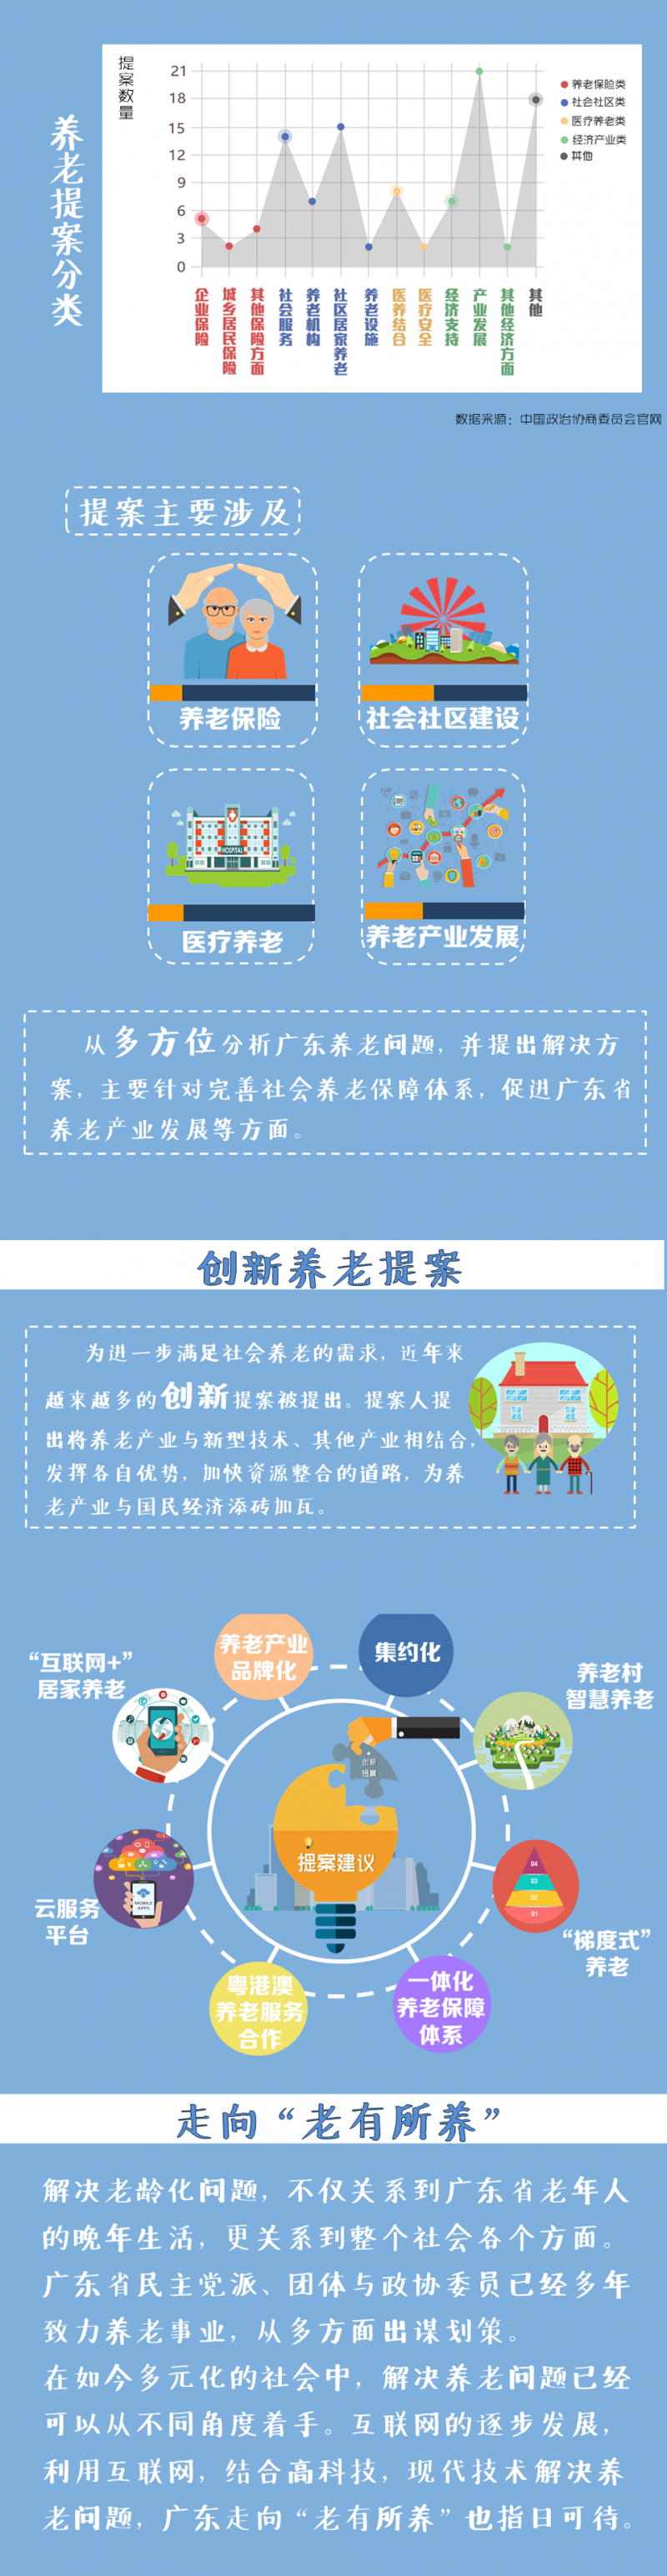 养老提案分类
提案数量
21
18
15
12
9
6
3
0
养老保险类
社会社区类
医疗养老类
经济产业类
其他
企业保险
城乡居民保险
其他保险方面
社会服务
养老机构
社区居家养老
养老设施
医养结合
医疗安全
经济支持
产业发展
其他经济方面
其他
数据来源：中国政治协商委员会官网
提案主要涉及
养老保险
社会社区建设
HOSPITAL
医疗养老
养老产业发展
从多方位分析广东养老问题，并提出解决方
案，主要针对完善社会养老保障体系，促进广东省
养老产业发展等方面。
创新养老提案
为进一步满足社会养老的需求，近年来
越来越多的创新提案被提出。提案人提
出将养老产业与新型技术、其他产业相结合，
发挥各自优势，加快资源整合的道路，为养
老产业与国民经济添砖加瓦。
养老产业
品牌化
集约化
“互联网+”
居家养老
养老村
智慧养老
创新
提案
提案建议
04
03
02
01
MOBILE
APPS
云服务
平台
“梯度式”
养老
粤港澳
养老服务
合作
一体化
养老保障
体系
走向“老有所养”
解决老龄化问题，不仅关系到广东省老年人
的晚年生活，更关系到整个社会各个方面。
广东省民主党派、团体与政协委员已经多年
致力养老事业，从多方面出谋划策。
在如今多元化的社会中，解决养老问题已经
可以从不同角度着手。互联网的逐步发展，
利用互联网，结合高科技，现代技术解决养
老问题，广东走向“老有所养”也指日可待。